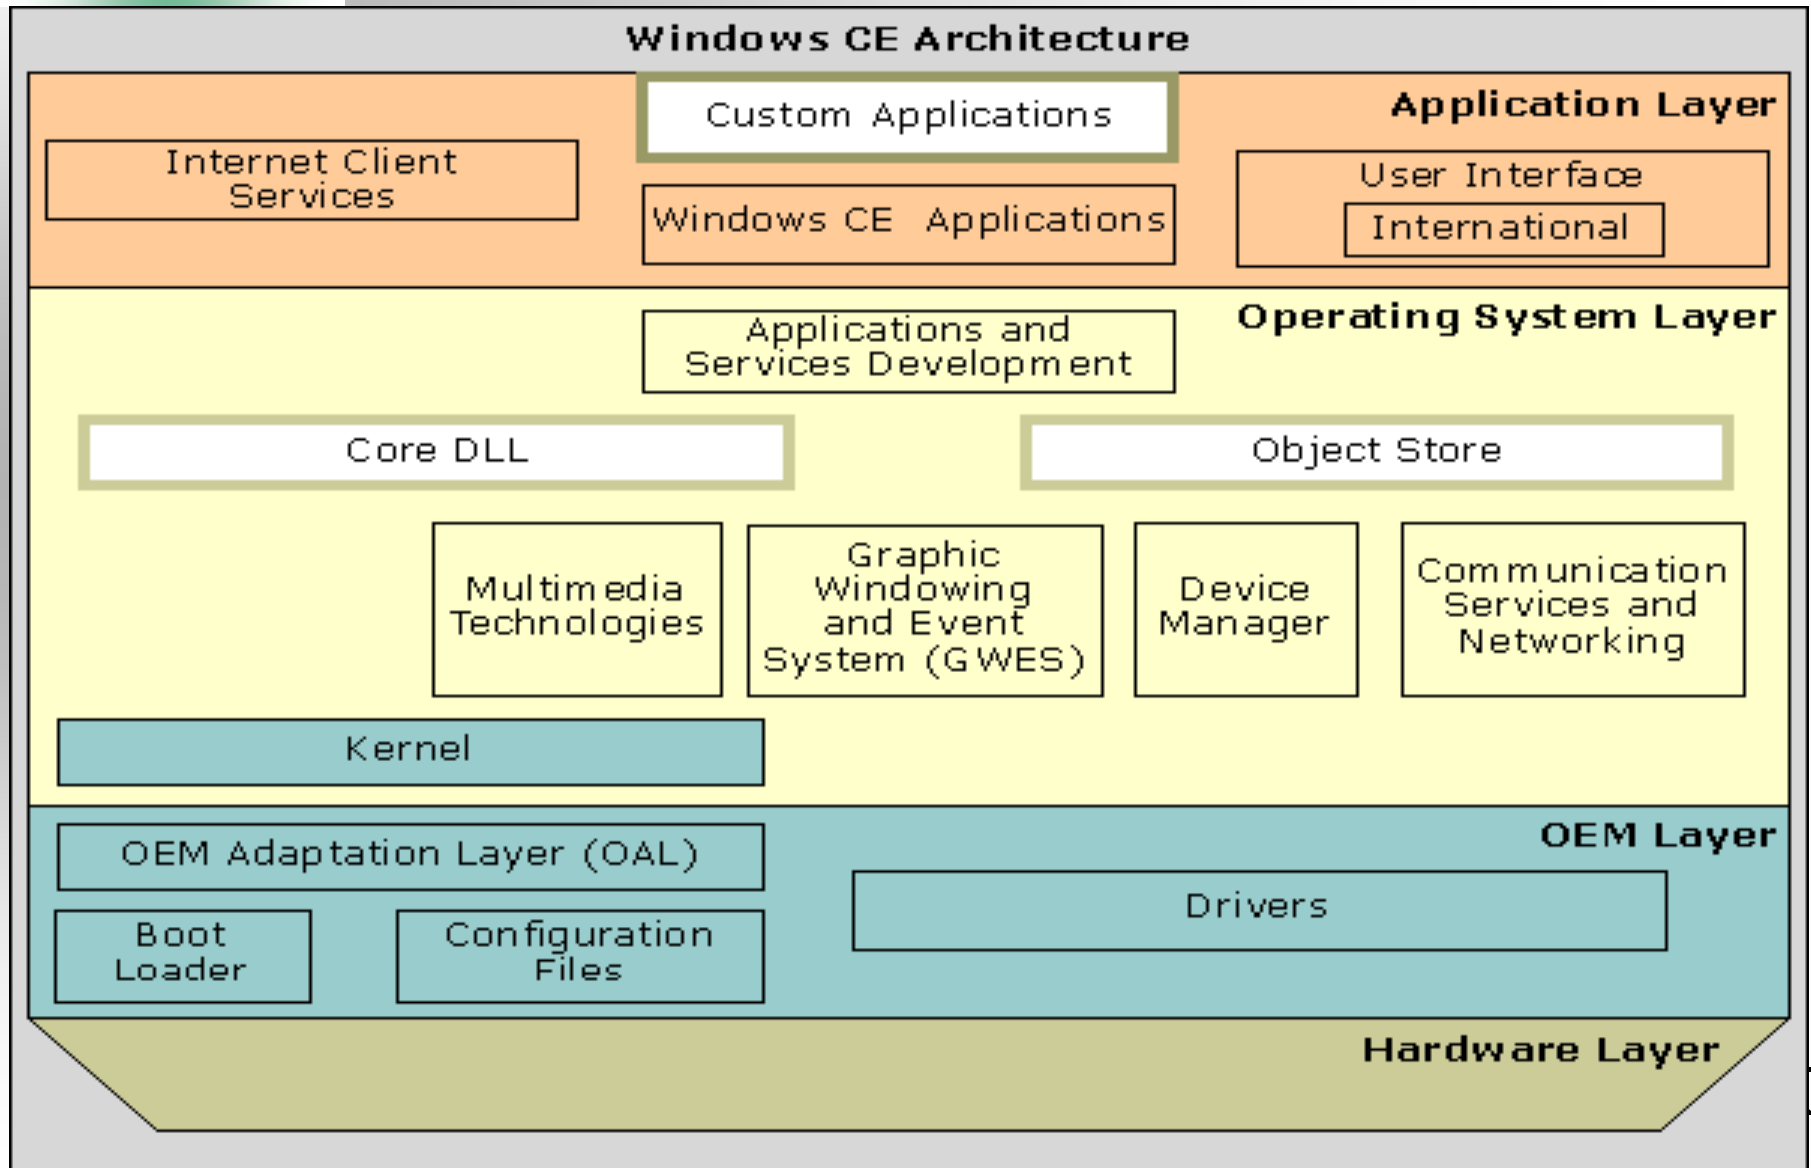 Windows CE Architecture
Custom Applications
Application Layer
Internet Client
Services
User Interface
Windows CE Applications
International
Operating System Layer
Applications and
Services Development
Core DLL
Object Store
Multimedia
Technologies
Graphic
Windowing
and Event
System (GWES)
Device
Manager
Communication
Services and
Networking
Kernel
OEM Layer
OEM Adaptation Layer (OAL)
Drivers
Boot
Loader
Configuration
Files
Hardware Layer